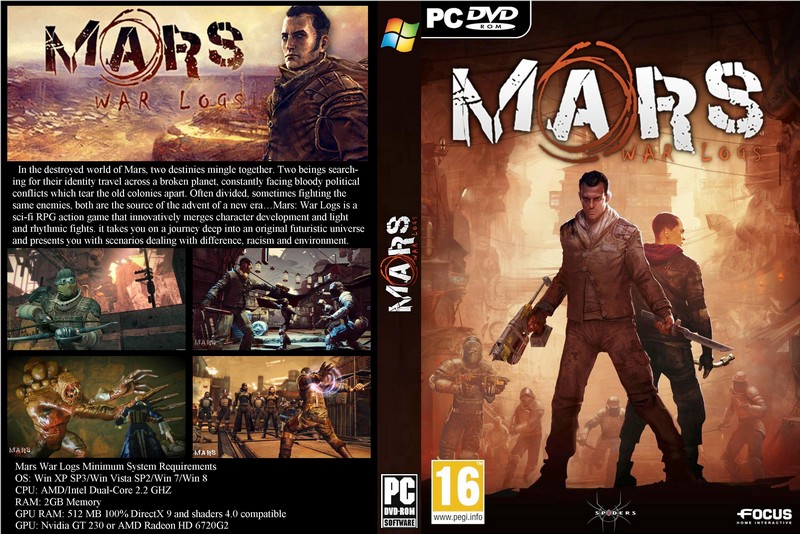 MARS
WAR LOGS
In the destroyed world of Mars, two destinies mingle together. Two beings search-
ing for their identity travel across a broken planet, constantly facing bloody political
conflicts which tear the old colonies apart. Often divided, sometimes fighting the
same enemies, both are the source of the advent of a new era…Mars: War Logs is a
sci-fi RPG action game that innovatively merges character development and light
and rhythmic fights. it takes you on a journey deep into an original futuristic universe
and presents you with scenarios dealing with difference, racism and environment.
MARS
MARS
MARS
Mars War Logs Minimum System Requirements
OS: Win XP SP3/Win Vista SP2/Win 7/Win 8
CPU: AMD/Intel Dual-Core 2.2 GHZ
RAM: 2GB Memory
GPU RAM: 512 MB 100% DirectX 9 and shaders 4.0 compatible
GPU: Nvidia GT 230 or AMD Radeon HD 6720G2
MARS
WAR LOGS
PC
DVD-ROM
SOFTWARE
PC DVD
ROM
MARS
WAR LOGS
16
www.pegi.info
SPIDERS
FOCUS
HOME INTERACTIVE